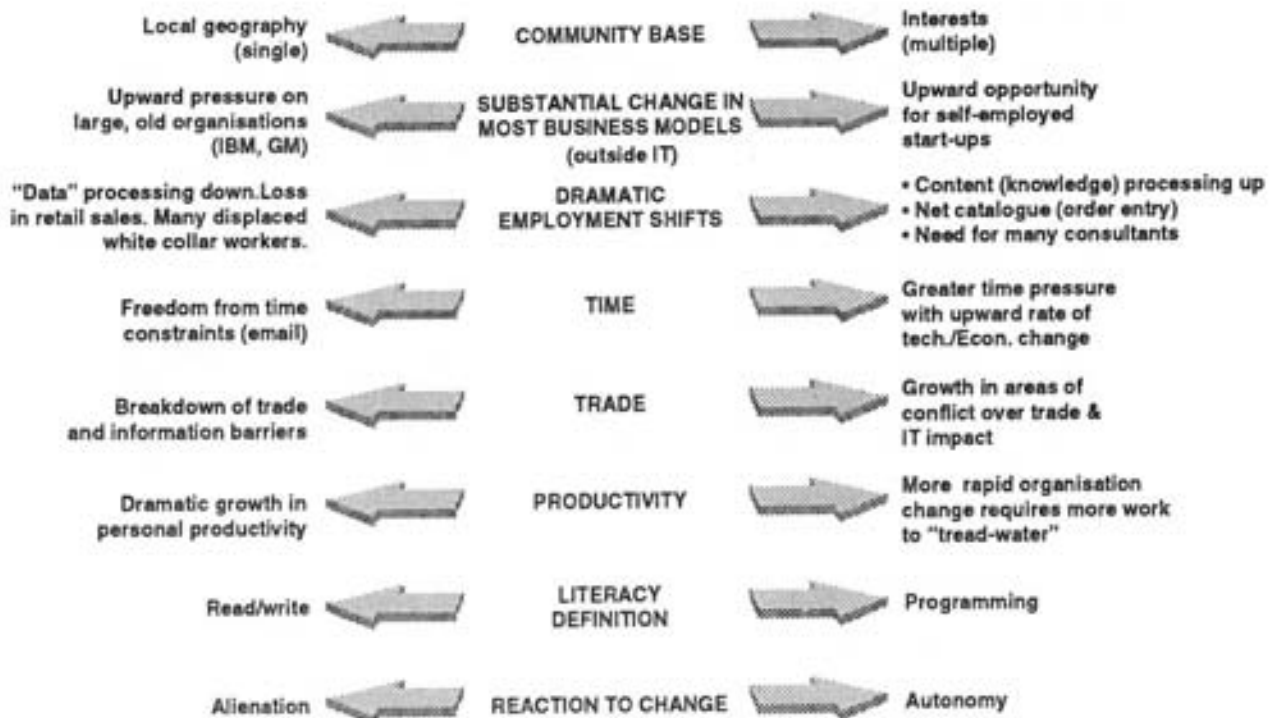 Local geography
(single)
COMMUNITY BASE
Interests
(multiple)
Upward pressure on
large, old organisations
(IBM, GM)
SUBSTANTIAL CHANGE IN
MOST BUSINESS MODELS
(outside IT)
Upward opportunity
for self-employed
start-ups
"Data" processing down.Loss
in retail sales. Many displaced
white collar workers.
DRAMATIC
EMPLOYMENT SHIFTS
• Content (knowledge) processing up
• Net catalogue (order entry)
• Need for many consultants
Freedom from time
constraints (email)
TIME
Greater time pressure
with upward rate of
tech./Econ. change
Breakdown of trade
and information barriers
TRADE
Growth in areas of
conflict over trade &
IT impact
Dramatic growth in
personal productivity
PRODUCTIVITY
More rapid organisation
change requires more work
to "tread-water"
Read/write
LITERACY
DEFINITION
Programming
Alienation
REACTION TO CHANGE
Autonomy